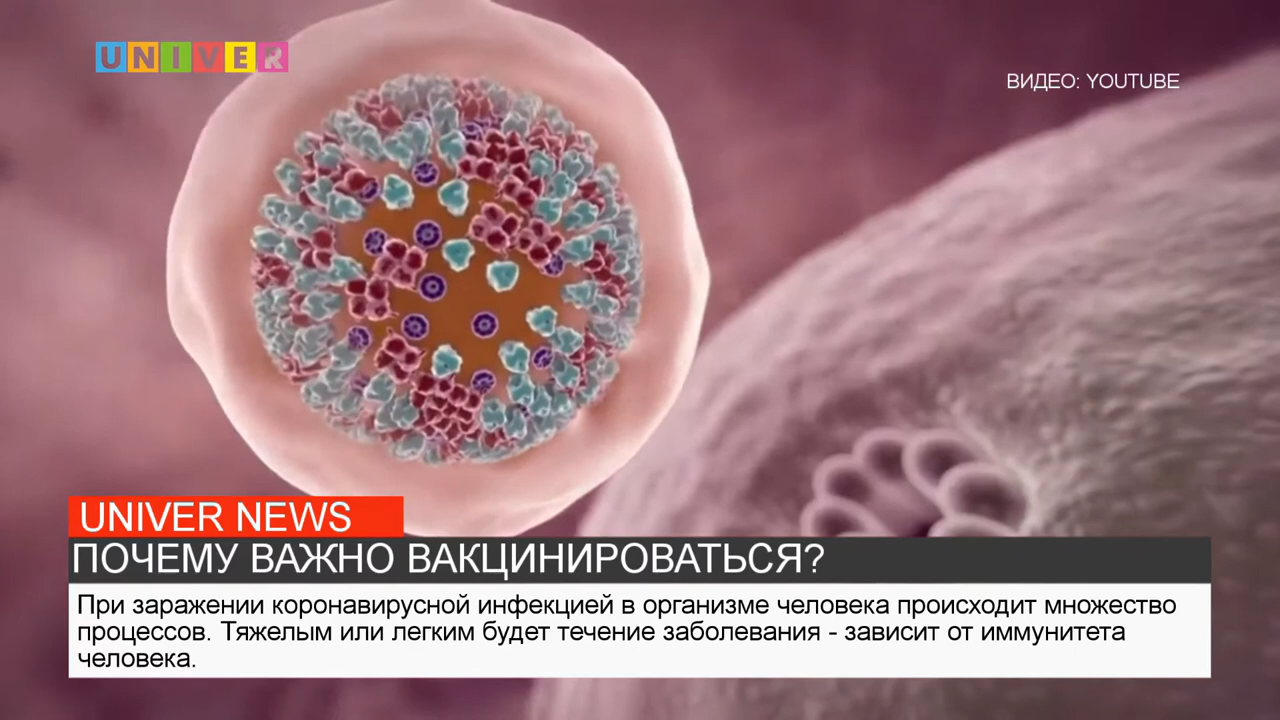 UNIVER
ВИДЕО: YOUTUBE
UNIVER NEWS
ПОЧЕМУ ВАЖНО ВАКЦИНИРОВАТЬСЯ?
При заражении коронавирусной инфекцией в организме человека происходит множество
процессов. Тяжелым или легким будет течение заболевания - зависит от иммунитета
человека.